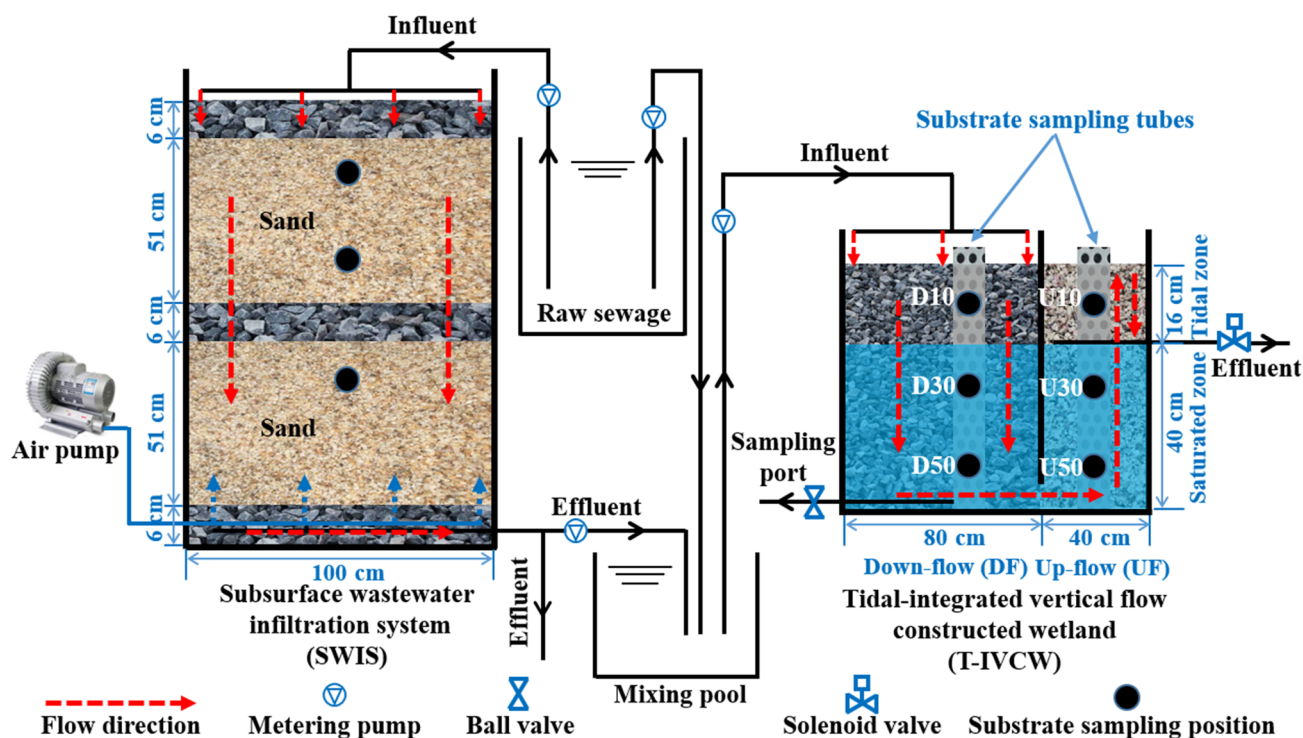 Influent
6 cm
51 cm
Sand
6 cm
51 cm
Sand
6 cm
Air pump
100 cm
Subsurface wastewater
infiltration system
(SWIS)
Raw sewage
Effluent
Effluent
Mixing pool
Influent
Substrate sampling tubes
D10
U10
D30
U30
D50
U50
16 cm
Tidal zone
40 cm
Saturated zone
Effluent
Sampling
port
80 cm
40 cm
Down-flow (DF)
Up-flow (UF)
Tidal-integrated vertical flow
constructed wetland
(T-IVCW)
Flow direction
Metering pump
Ball valve
Solenoid valve
Substrate sampling position